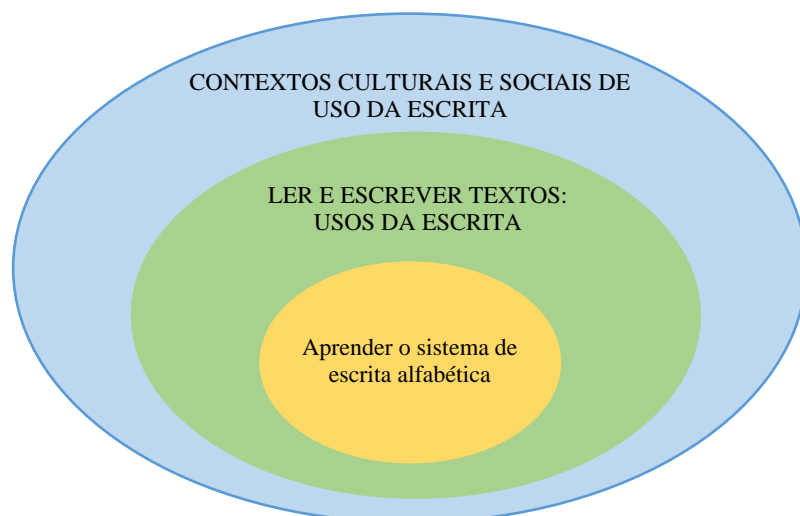 CONTEXTOS CULTURAIS E SOCIAIS DE
USO DA ESCRITA
LER E ESCREVER TEXTOS:
USOS DA ESCRITA
Aprender o sistema de
escrita alfabética